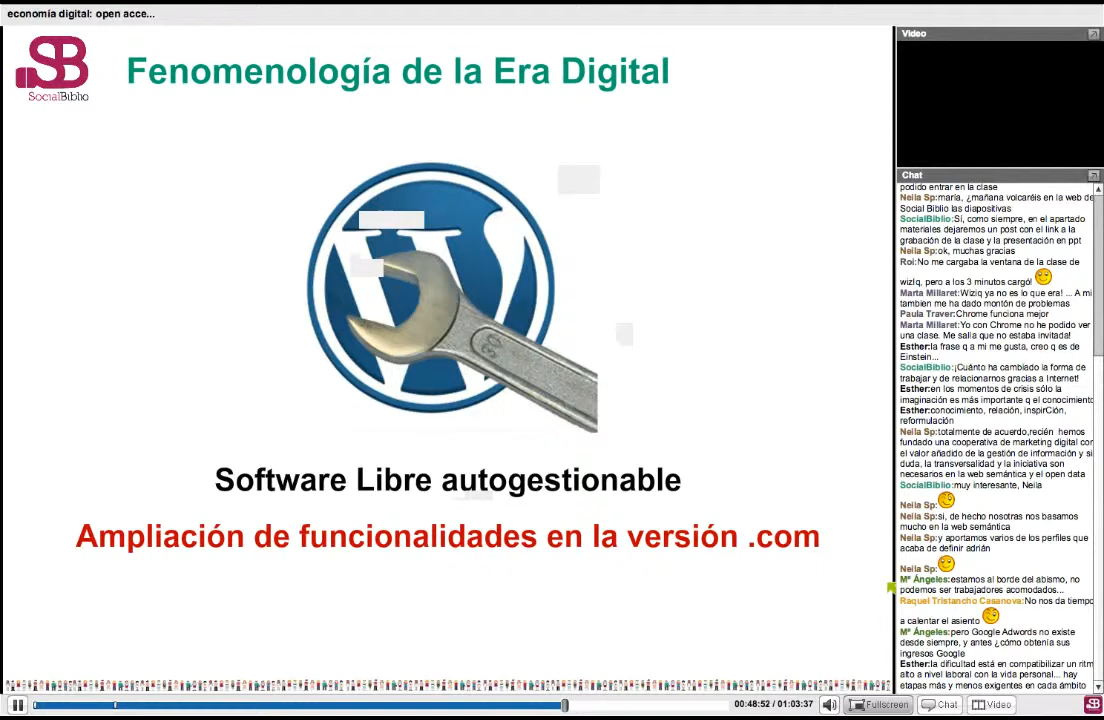 economía digital: open acce...
SB
SocialBiblio
Fenomenología de la Era Digital
W
30
Software Libre autogestionable
Ampliación de funcionalidades en la versión .com
Video
Chat
podido entrar en la clase
Neila Sp:maría, ¿mañana volcaréis en la web de
Social Biblio las diapositivas
SocialBiblio:Sí, como siempre, en el apartado
materiales dejaremos un post con el link a la
grabación de la clase y la presentación en ppt
Neila Sp:ok, muchas gracias
Roi:No me cargaba la ventana de la clase de
wizIq, pero a los 3 minutos cargó!
Marta Millaret:Wiziq ya no es lo que era! ... A mi
tambien me ha dado montón de problemas
Paula Traver:Chrome funciona mejor
Marta Millaret:Yo con Chrome no he podido ver
una clase. Me salía que no estaba invitada!
Esther:la frase q a mi me gusta, creo q es de
Einstein...
SocialBiblio:¡Cuánto ha cambiado la forma de
trabajar y de relacionarnos gracias a Internet!
Esther:en los momentos de crisis sólo la
imaginación es más importante q el conocimiento
Esther:conocimiento, relación, inspirCión,
reformulación
Neila Sp:totalmente de acuerdo,recién hemos
fundado una cooperativa de marketing digital con
el valor añadido de la gestión de información y si
duda, la transversalidad y la iniciativa son
necesarios en la web semántica y el open data
SocialBiblio:muy interesante, Neila
Neila Sp:
Neila Sp:si, de hecho nosotras nos basamos
mucho en la web semántica
Neila Sp:y aportamos varios de los perfiles que
acaba de definir adrián
Neila Sp:
Mª Ángeles:estamos al borde del abismo, no
podemos ser trabajadores acomodados...
Raquel Tristancho Casanova:No nos da tiempo
a calentar el asiento
Mª Ángeles:pero Google Adwords no existe
desde siempre, y antes ¿cómo obtenía sus
ingresos Google
Esther:la dificultad está en compatibilizar un ritm
alto a nivel laboral con la vida personal... hay
etapas más y menos exigentes en cada ámbito
00:48:52 / 01:03:37
Fullscreen
Chat
Video
SB